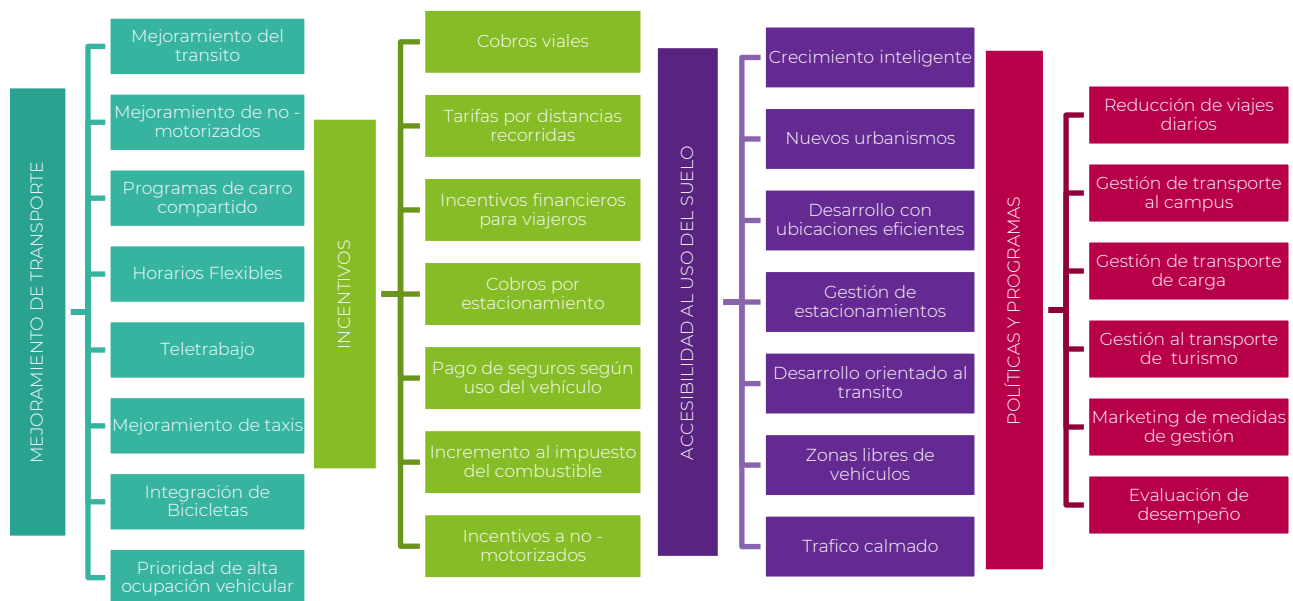 MEJORAMIENTO DE TRANSPORTE
Mejoramiento del
transito
Mejoramiento de no -
motorizados
Programas de carro
compartido
Horarios Flexibles
Teletrabajo
Mejoramiento de taxis
Integración de
Bicicletas
Prioridad de alta
ocupación vehicular
INCENTIVOS
Cobros viales
Tarifas por distancias
recorridas
Incentivos financieros
para viajeros
Cobros por
estacionamiento
Pago de seguros según
uso del vehículo
Incremento al impuesto
del combustible
Incentivos a no -
motorizados
ACCESIBILIDAD AL USO DEL SUELO
Crecimiento inteligente
Nuevos urbanismos
Desarrollo con
ubicaciones eficientes
Gestión de
estacionamientos
Desarrollo orientado al
transito
Zonas libres de
vehículos
Trafico calmado
POLÍTICAS Y PROGRAMAS
Reducción de viajes
diarios
Gestión de transporte
al campus
Gestión de transporte
de carga
Gestión al transporte
de turismo
Marketing de medidas
de gestión
Evaluación de
desempeño